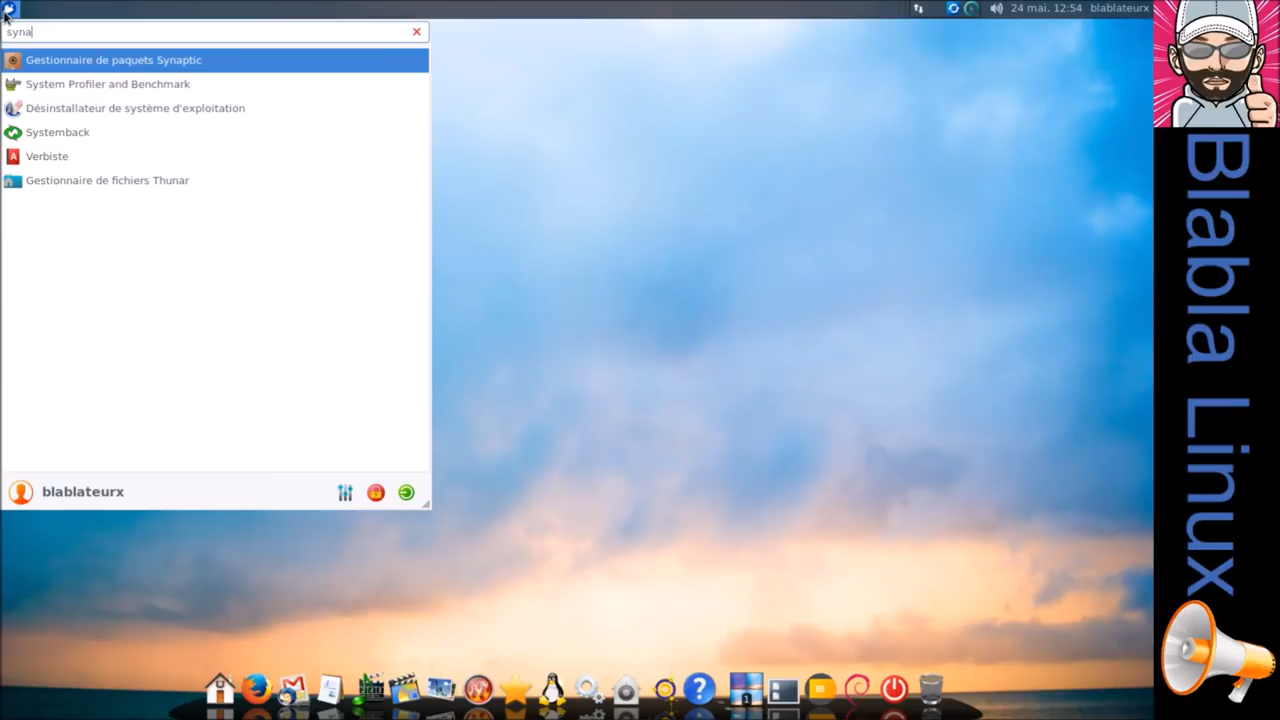 24 mai, 12:54 blablateurx
syna
Gestionnaire de paquets Synaptic
System Profiler and Benchmark
Désinstallateur de système d'exploitation
Systemback
Verbiste
Gestionnaire de fichiers Thunar
blablateurx
Blabla Linux
?
1